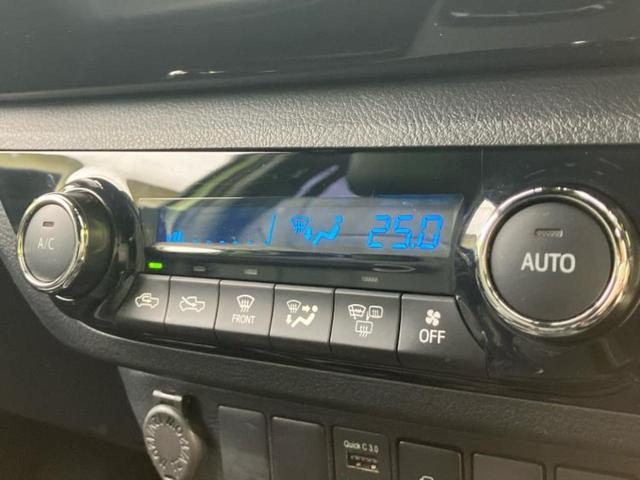 A/C
25.0
AUTO
FRONT
OFF
Quick C 3.0